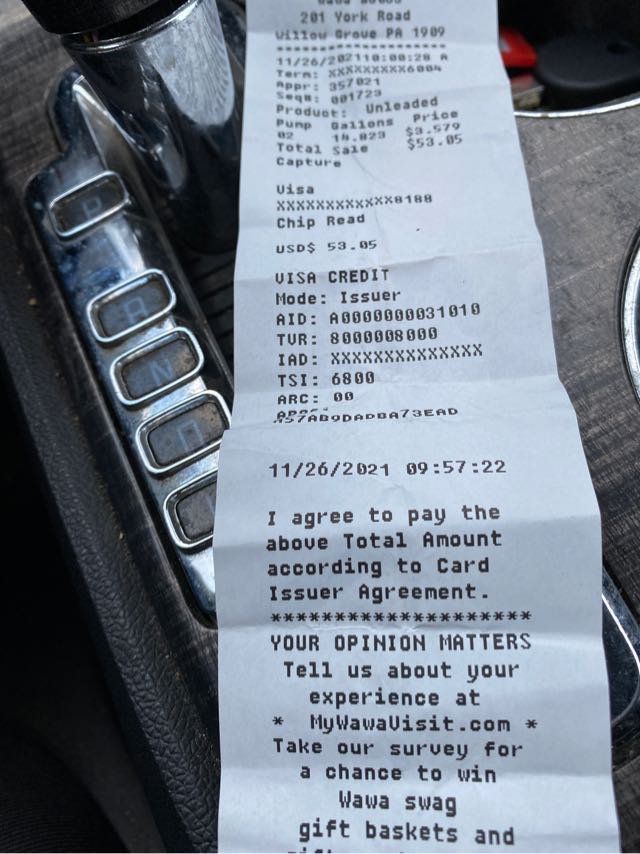 201 York Road
Willow Grove PA 1909
*******************
11/26/202110:00:28 A
Term: XXXXXXXXX6004
Appr: 357021
Seq#: 001723
Product: Unleaded
Pump Gallons Price
02 14.823 $3.579
Total Sale $53.05
Capture
Visa
XXXXXXXXXXXX8188
Chip Read
USD$ 53.05
VISA CREDIT
Mode: Issuer
AID: A0000000031010
TVR: 8000008000
IAD: XXXXXXXXXXXXXX
TSI: 6800
ARC: 00
11/26/2021 09:57:22
I agree to pay the
above Total Amount
according to Card
Issuer Agreement.
*******************
YOUR OPINION MATTERS
Tell us about your
experience at
* MyWawaVisit.com *
Take our survey for
a chance to win
Wawa swag
gift baskets and
P
R
N
D